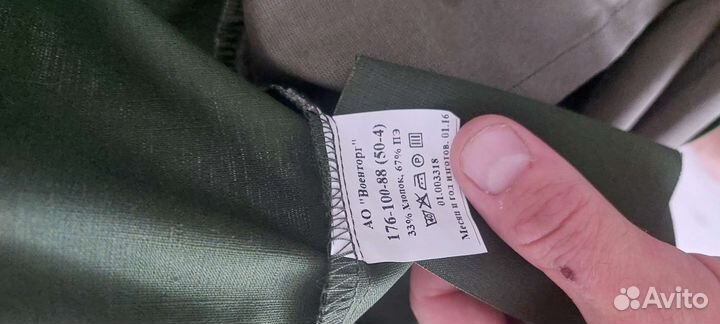 АО "Военторг"
176-100-88 (50-4)
33% Хлопок, 67% ПЭ
01.003318
Месяц и год изготов. 01.16
Avito